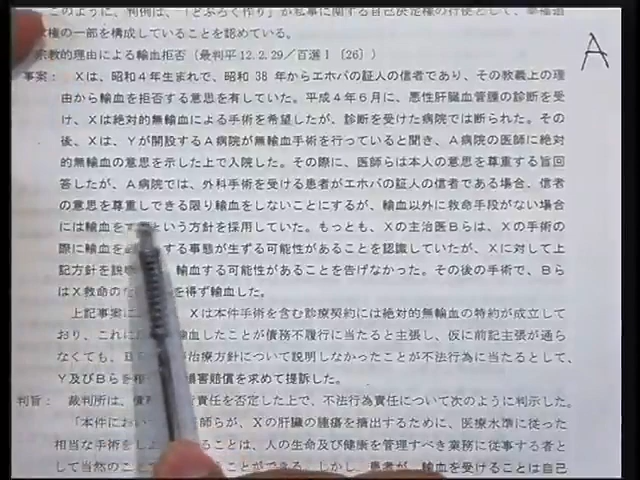 このように、判例は、「どぶろく作り」が私事に関する自己決定権の行使として、幸福追
求権の一部を構成していることを認めている。
宗教的理由による輸血拒否（最判平12.2.29／百選Ⅰ〔26〕）
A
事案： Xは、昭和4年生まれで、昭和38年からエホバの証人の信者であり、その教義上の理
由から輸血を拒否する意思を有していた。平成4年6月に、悪性肝臓血管腫の診断を受
け、Xは絶対的無輸血による手術を希望したが、診断を受けた病院では断られた。その
後、Xは、Yが開設するA病院が無輸血手術を行っていると聞き、A病院の医師に絶対
的無輸血の意思を示した上で入院した。その際に、医師らは本人の意思を尊重する旨回
答したが、A病院では、外科手術を受ける患者がエホバの証人の信者である場合、信者
の意思を尊重しできる限り輸血をしないことにするが、輸血以外に救命手段がない場合
には輸血をす という方針を採用していた。もっとも、Xの主治医Bらは、Xの手術の
際に輸血を必 する事態が生ずる可能性があることを認識していたが、Xに対して上
記方針を説 輸血する可能性があることを告げなかった。その後の手術で、Bら
はX救命のた を得ず輸血した。
上記事案に Xは本件手術を含む診療契約には絶対的無輸血の特約が成立して
おり、これに 輸血したことが債務不履行に当たると主張し、仮に前記主張が通ら
なくても、B 治療方針について説明しなかったことが不法行為に当たるとして、
Y及びBらを 損害賠償を求めて提訴した。
判旨： 裁判所は、債務 責任を否定した上で、不法行為責任について次のように判示した。
「本件におい 師らが、Xの肝臓の腫瘍を摘出するために、医療水準に従った
相当な手術をしよ ることは、人の生命及び健康を管理すべき業務に従事する者と
して当然のこと ることができる。しかし、患者が、輸血を受けることは自己